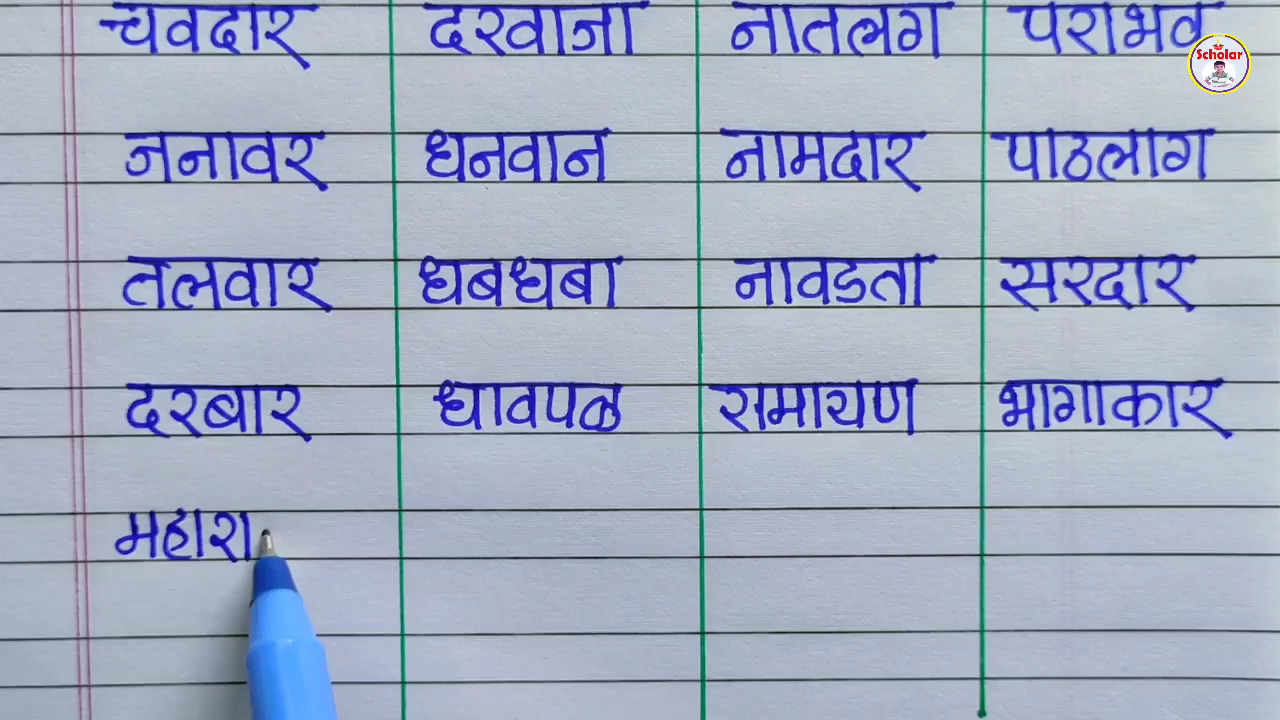 चवदार दरवाजा नातलग पराभव
Scholar
जनावर धनवान नामदार पाठलाग
तलवार धबधबा नावडता सरदार
दरबार धावपळ रामायण भागाकार
महारा